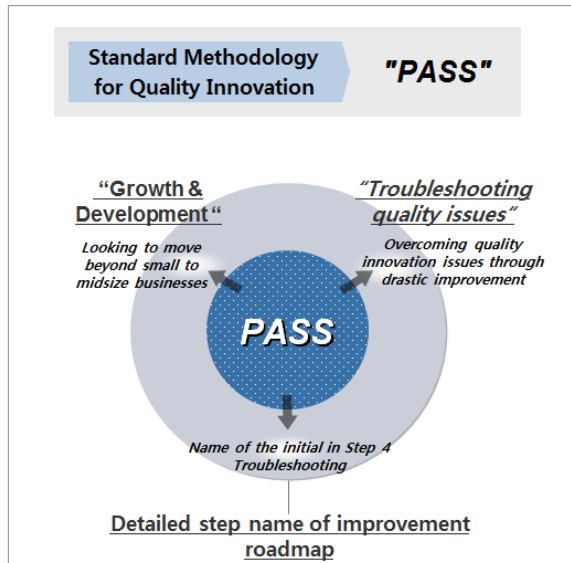 Standard Methodology
for Quality Innovation
"PASS"
“Growth &
Development“
Looking to move
beyond small to
midsize businesses
“Troubleshooting
quality issues”
Overcoming quality
innovation issues through
drastic improvement
PASS
Name of the initial in Step 4
Troubleshooting
Detailed step name of improvement
roadmap